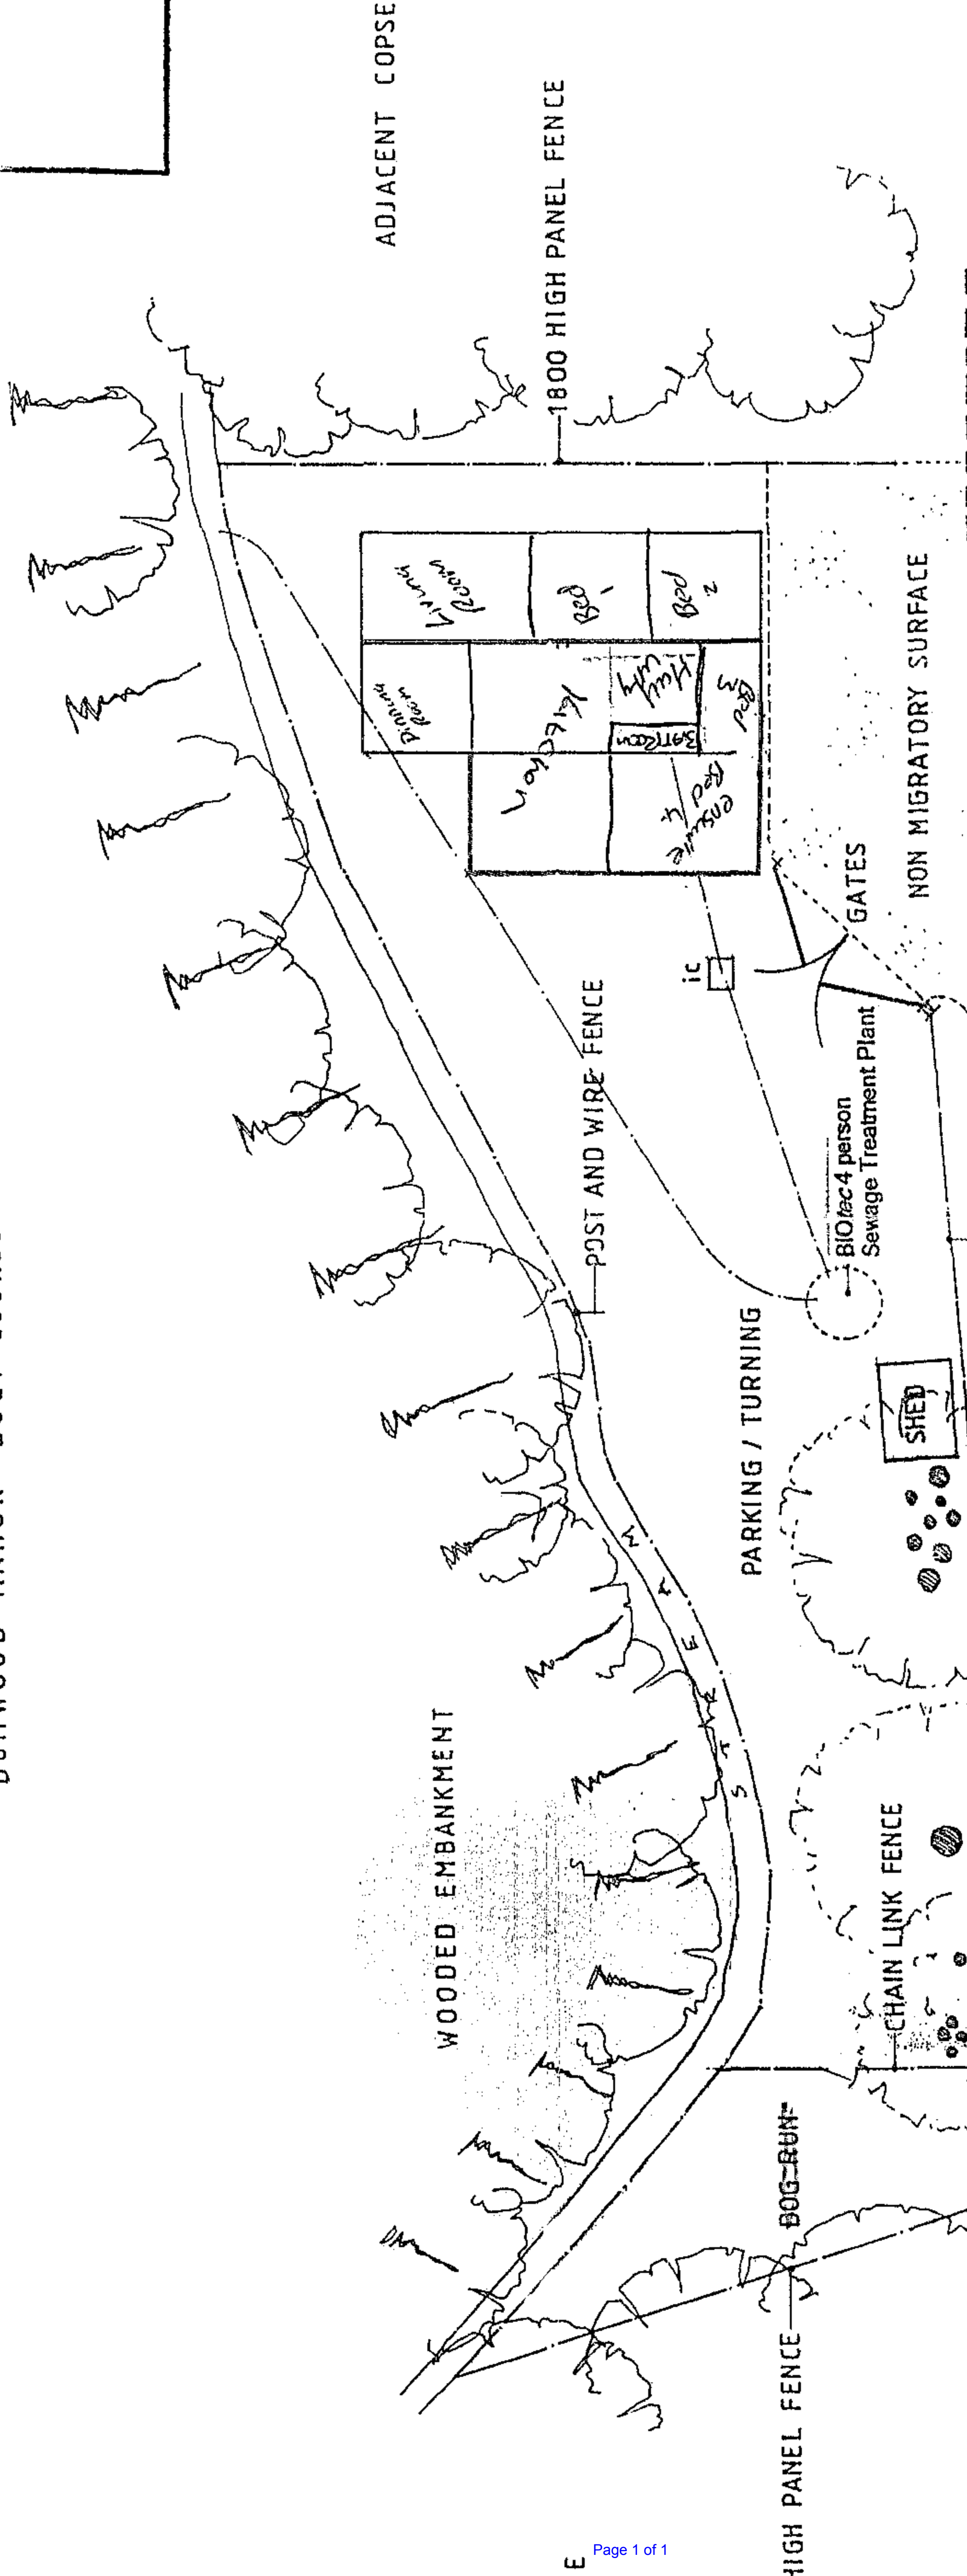 ADJACENT COPSE
1800 HIGH PANEL FENCE
Living
Room
Bed
1
Bed
2
Dining
Room
Kitchen
Hall
way
BATHROOM
Bed
3
ensuite
Bed 4
NON MIGRATORY SURFACE
GATES
ic
POST AND WIRE FENCE
BIOtec 4 person
Sewage Treatment Plant
PARKING / TURNING
SHED
STREAM
WOODED EMBANKMENT
CHAIN LINK FENCE
DOG RUN
HIGH PANEL FENCE
E
Page 1 of 1